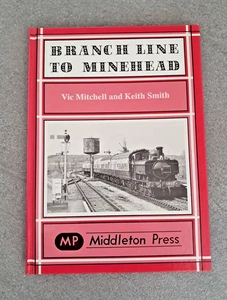 BRANCH LINE
TO MINEHEAD
Vic Mitchell and Keith Smith
MP Middleton Press